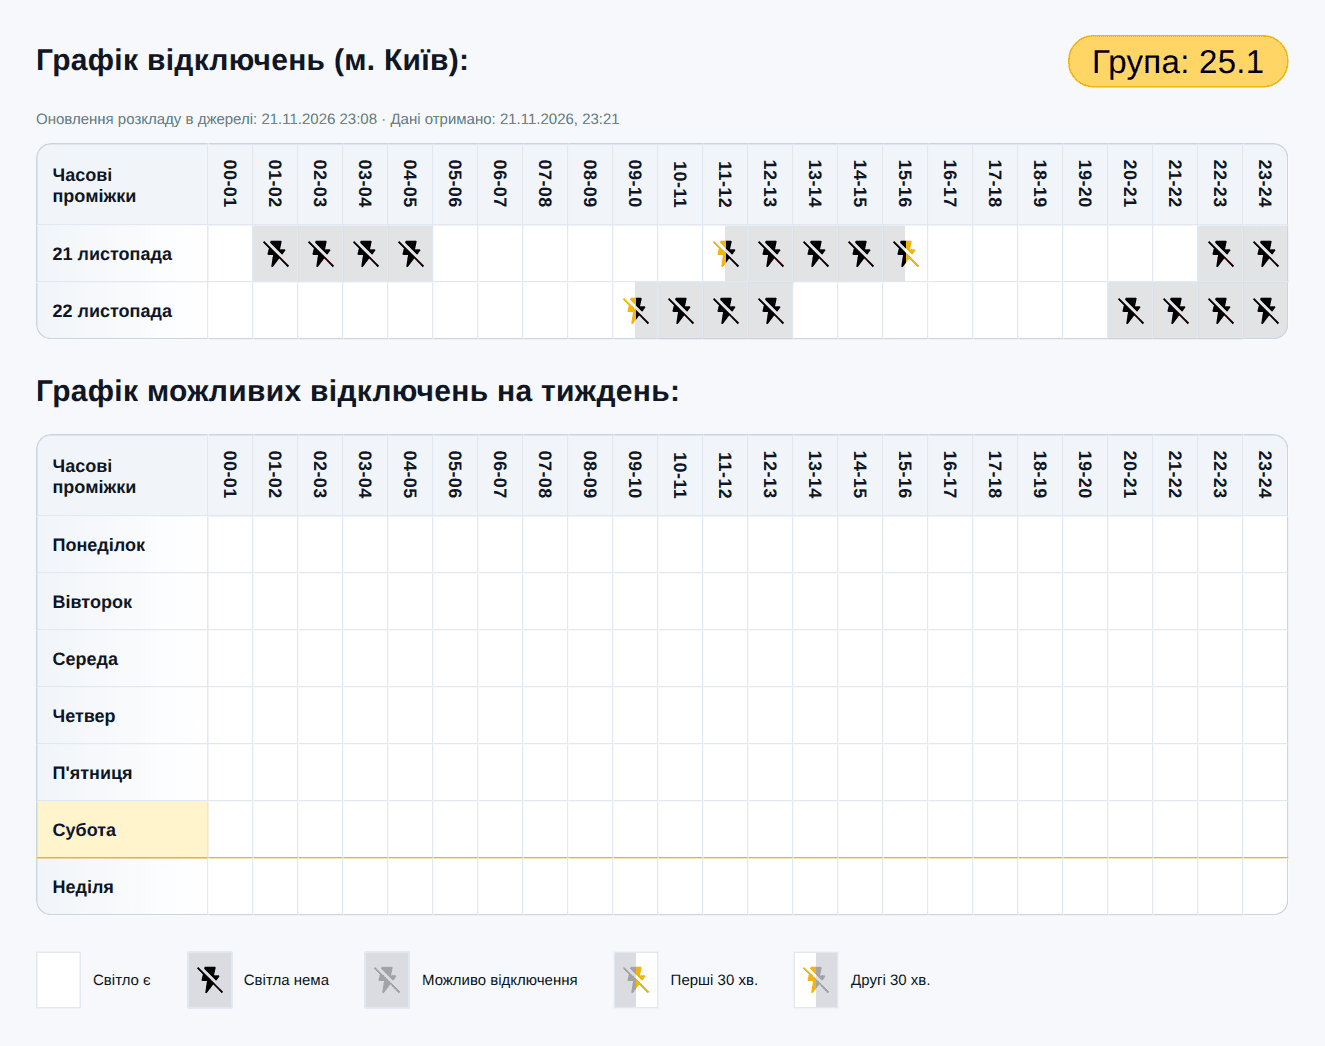 Графік відключень (м. Київ):
Група: 25.1
Оновлення розкладу в джерелі: 21.11.2026 23:08 · Дані отримано: 21.11.2026, 23:21
Часові проміжки 00-01 01-02 02-03 03-04 04-05 05-06 06-07 07-08 08-09 09-10 10-11 11-12 12-13 13-14 14-15 15-16 16-17 17-18 18-19 19-20 20-21 21-22 22-23 23-24
21 листопада
22 листопада
Графік можливих відключень на тиждень:
Часові проміжки 00-01 01-02 02-03 03-04 04-05 05-06 06-07 07-08 08-09 09-10 10-11 11-12 12-13 13-14 14-15 15-16 16-17 17-18 18-19 19-20 20-21 21-22 22-23 23-24
Понеділок
Вівторок
Середа
Четвер
П'ятниця
Субота
Неділя
Світло є Світла нема Можливо відключення Перші 30 хв. Другі 30 хв.